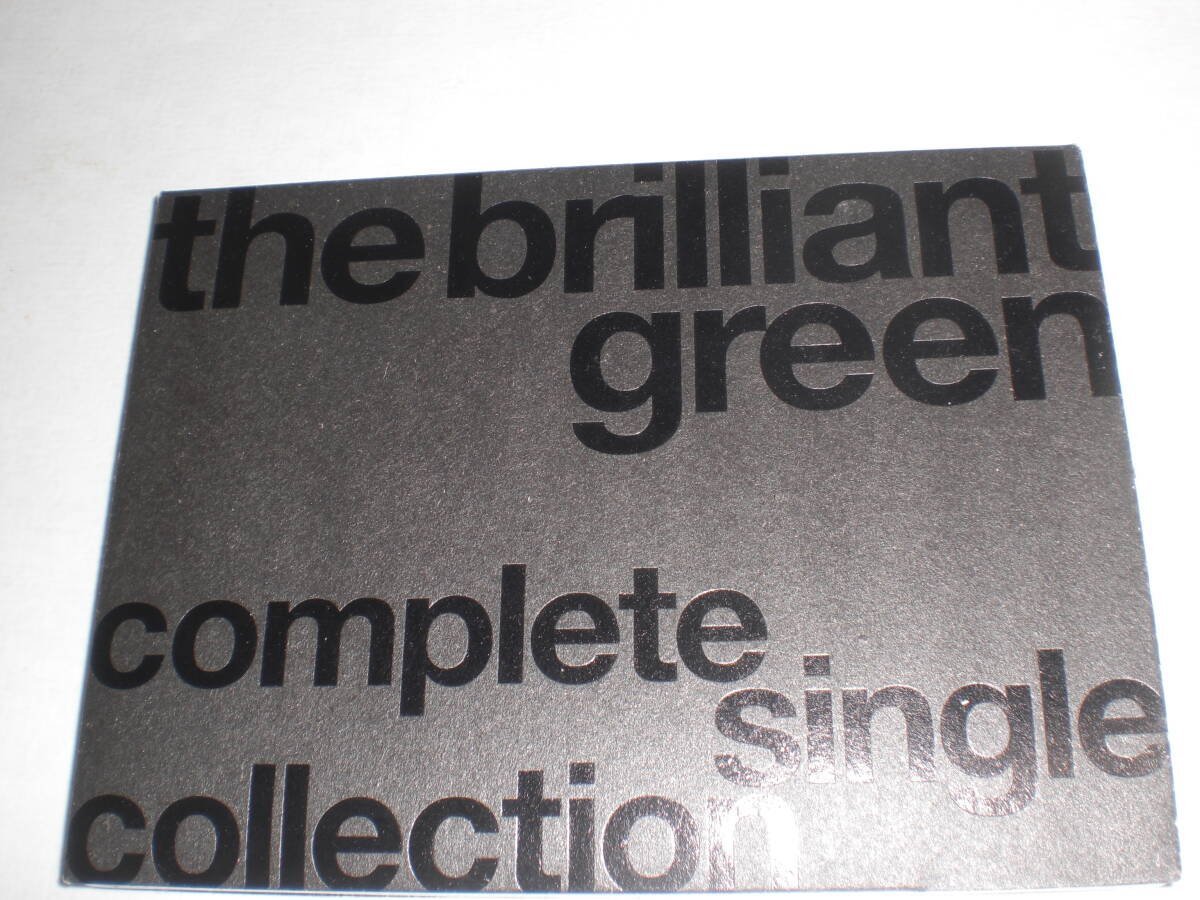 the brilliant
green
complete
single
collection